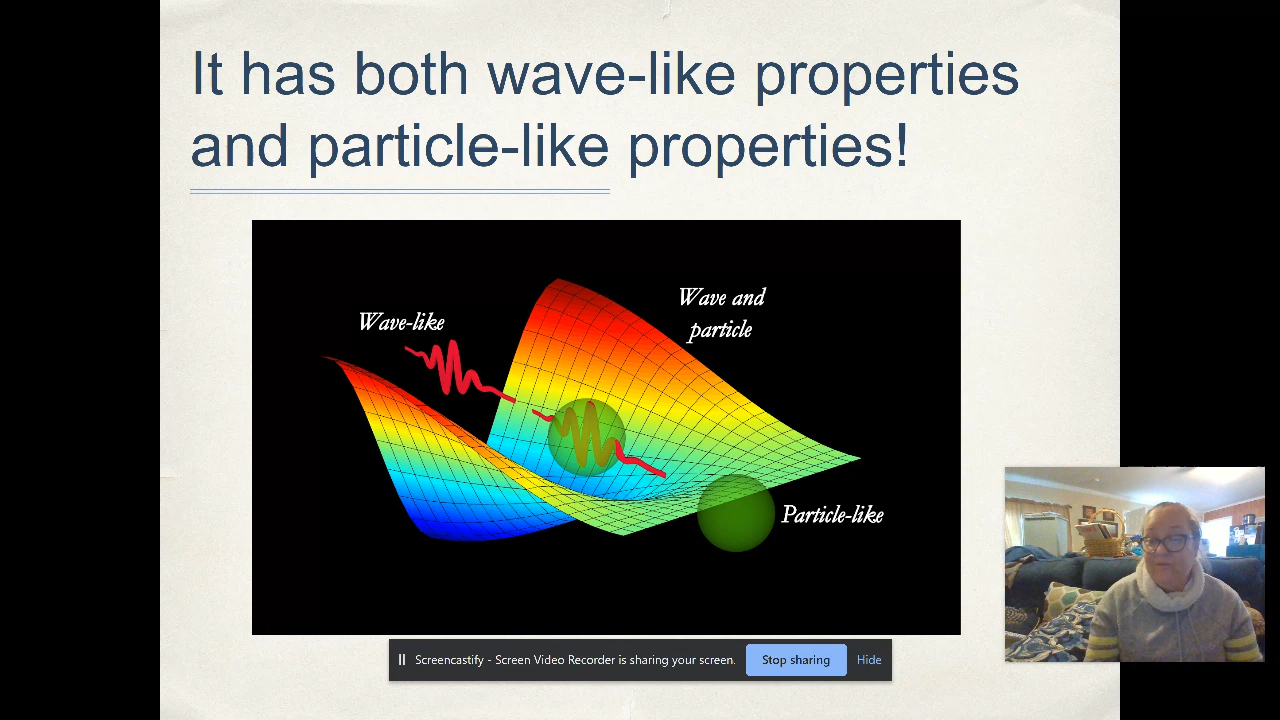 It has both wave-like properties
and particle-like properties!
Wave-like
Wave and
particle
Particle-like
Screencastify - Screen Video Recorder is sharing your screen.
Stop sharing
Hide